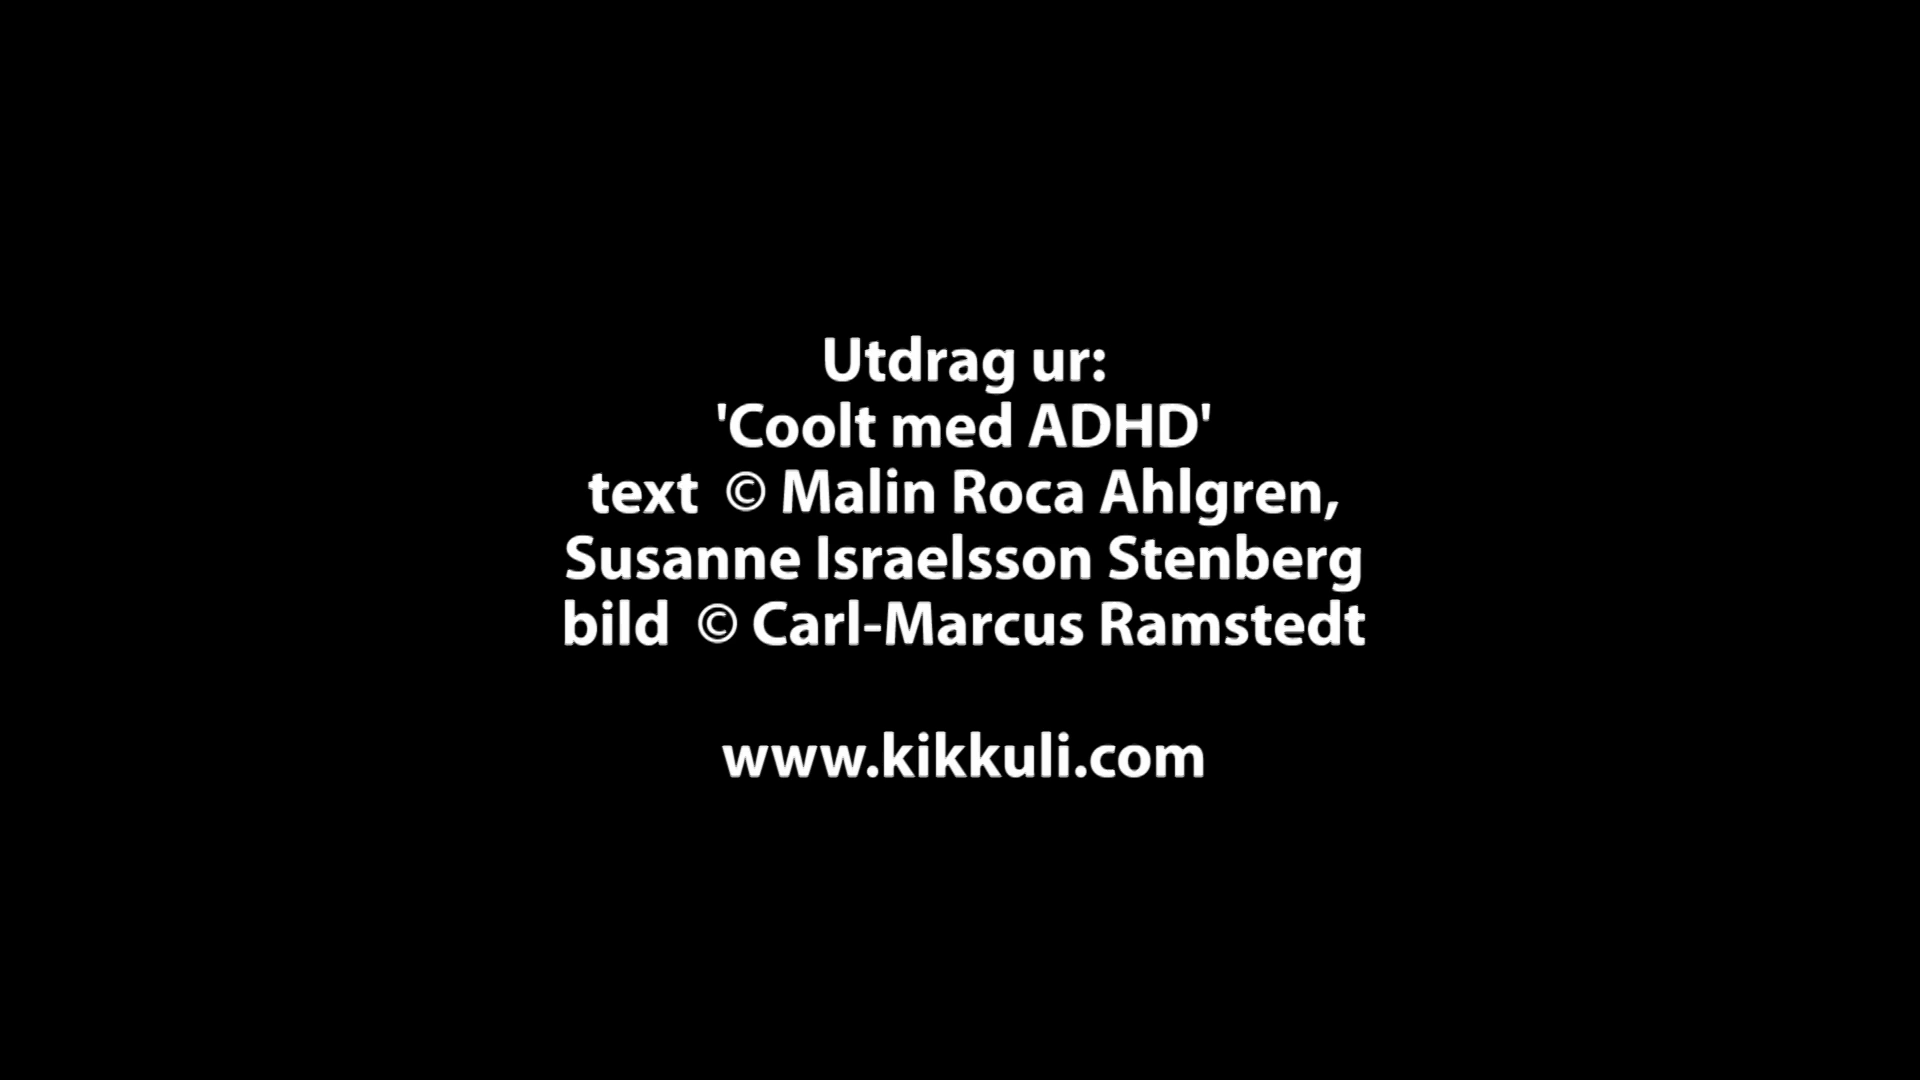 Utdrag ur:
'Coolt med ADHD'
text © Malin Roca Ahlgren,
Susanne Israelsson Stenberg
bild © Carl-Marcus Ramstedt
www.kikkuli.com